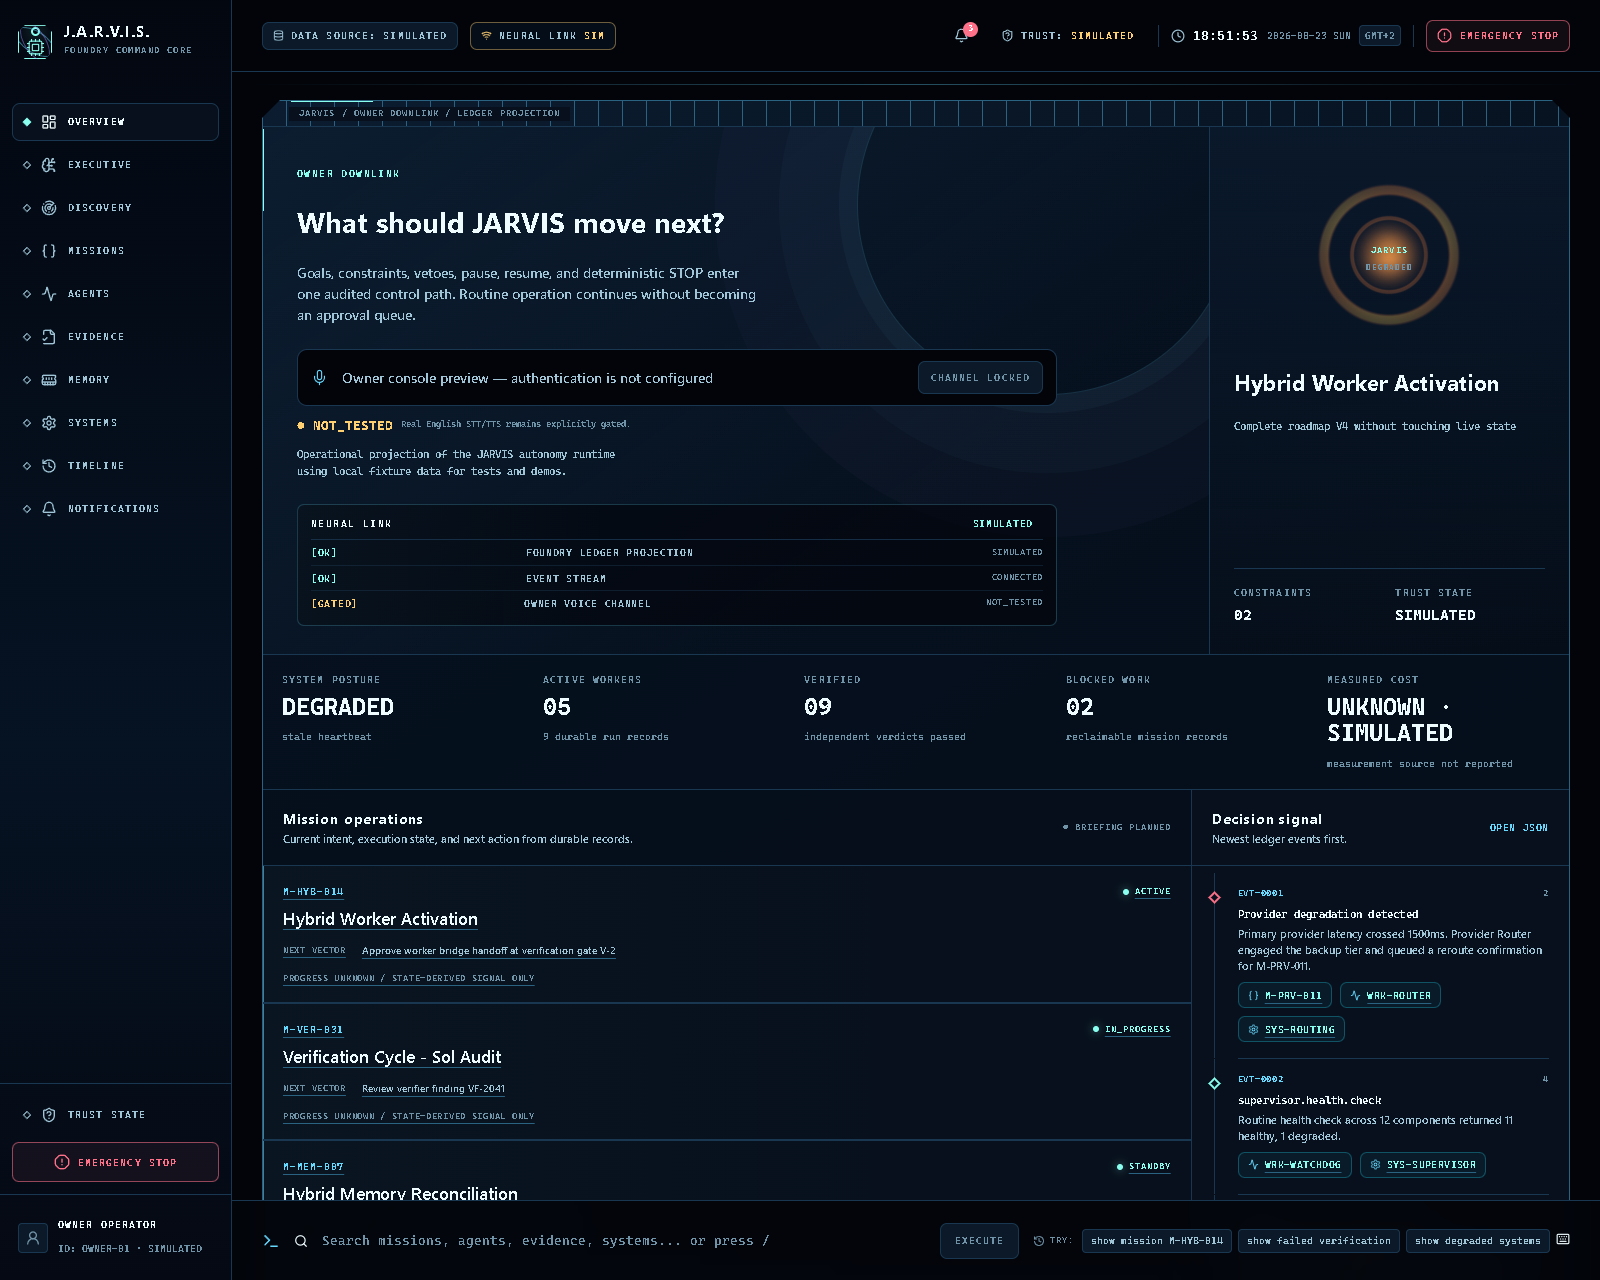 J.A.R.V.I.S.
FOUNDRY COMMAND CORE
OVERVIEW
EXECUTIVE
DISCOVERY
MISSIONS
AGENTS
EVIDENCE
MEMORY
SYSTEMS
TIMELINE
NOTIFICATIONS
TRUST STATE
EMERGENCY STOP
OWNER OPERATOR
ID: OWNER-01 • SIMULATED
DATA SOURCE: SIMULATED
NEURAL LINK SIM
3
TRUST: SIMULATED
18:51:53 2026-08-23 SUN GMT+2
EMERGENCY STOP
JARVIS / OWNER DOWNLINK / LEDGER PROJECTION
OWNER DOWNLINK
What should JARVIS move next?
Goals, constraints, vetoes, pause, resume, and deterministic STOP enter
one audited control path. Routine operation continues without becoming
an approval queue.
Owner console preview — authentication is not configured
CHANNEL LOCKED
NOT_TESTED Real English STT/TTS remains explicitly gated.
Operational projection of the JARVIS autonomy runtime
using local fixture data for tests and demos.
NEURAL LINK SIMULATED
[OK] FOUNDRY LEDGER PROJECTION SIMULATED
[OK] EVENT STREAM CONNECTED
[GATED] OWNER VOICE CHANNEL NOT_TESTED
JARVIS
DEGRADED
Hybrid Worker Activation
Complete roadmap V4 without touching live state
CONSTRAINTS
02
TRUST STATE
SIMULATED
SYSTEM POSTURE
DEGRADED
stale heartbeat
ACTIVE WORKERS
05
9 durable run records
VERIFIED
09
independent verdicts passed
BLOCKED WORK
02
reclaimable mission records
MEASURED COST
UNKNOWN ·
SIMULATED
measurement source not reported
Mission operations
Current intent, execution state, and next action from durable records.
BRIEFING PLANNED
M-HYB-014
ACTIVE
Hybrid Worker Activation
NEXT VECTOR Approve worker bridge handoff at verification gate V-2
PROGRESS UNKNOWN / STATE-DERIVED SIGNAL ONLY
M-VER-031
IN_PROGRESS
Verification Cycle - Sol Audit
NEXT VECTOR Review verifier finding VF-2041
PROGRESS UNKNOWN / STATE-DERIVED SIGNAL ONLY
M-MEM-007
STANDBY
Hybrid Memory Reconciliation
Decision signal
Newest ledger events first.
OPEN JSON
EVT-0001 2
Provider degradation detected
Primary provider latency crossed 1500ms. Provider Router
engaged the backup tier and queued a reroute confirmation
for M-PRV-011.
M-PRV-011
WRK-ROUTER
SYS-ROUTING
EVT-0002 4
supervisor.health.check
Routine health check across 12 components returned 11
healthy, 1 degraded.
WRK-WATCHDOG
SYS-SUPERVISOR
Search missions, agents, evidence, systems... or press /
EXECUTE
TRY:
show mission M-HYB-014
show failed verification
show degraded systems